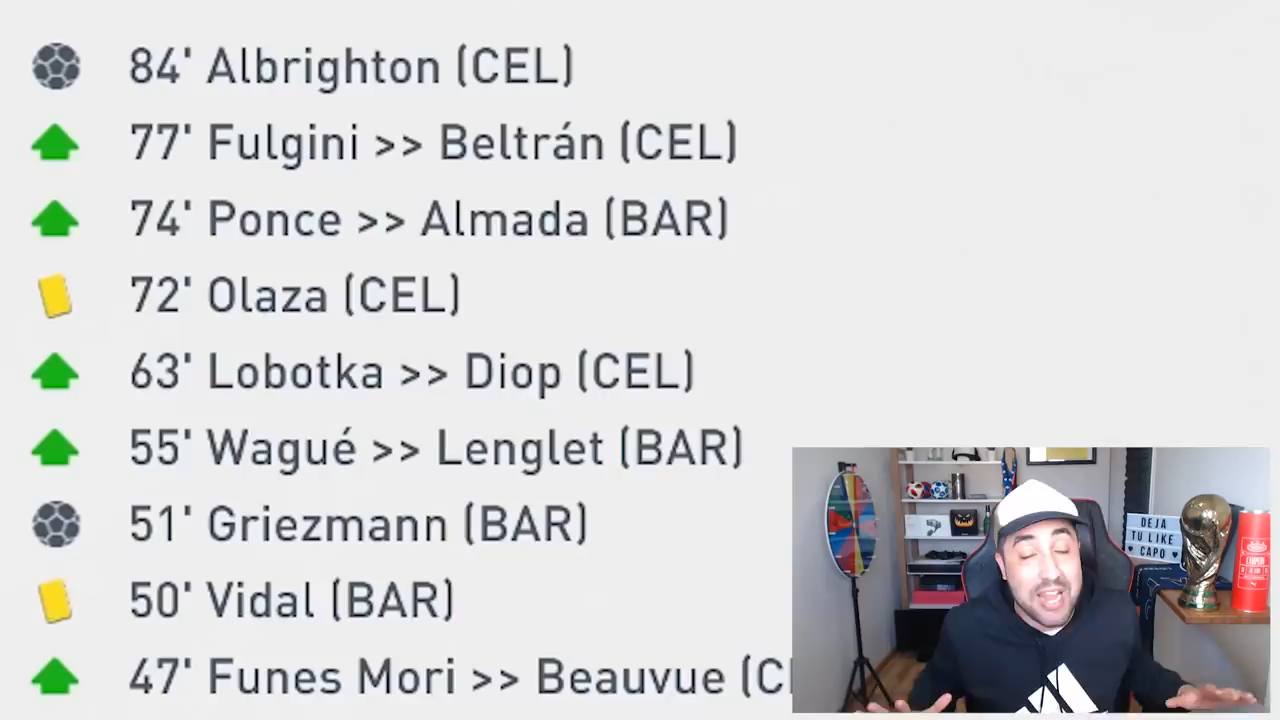 84' Albrighton (CEL)
77' Fulgini >> Beltrán (CEL)
74' Ponce >> Almada (BAR)
72' Olaza (CEL)
63' Lobotka >> Diop (CEL)
55' Wagué >> Lenglet (BAR)
51' Griezmann (BAR)
50' Vidal (BAR)
47' Funes Mori >> Beauvue (C
DEJA
TU LIKE
♥ CAPO ♥